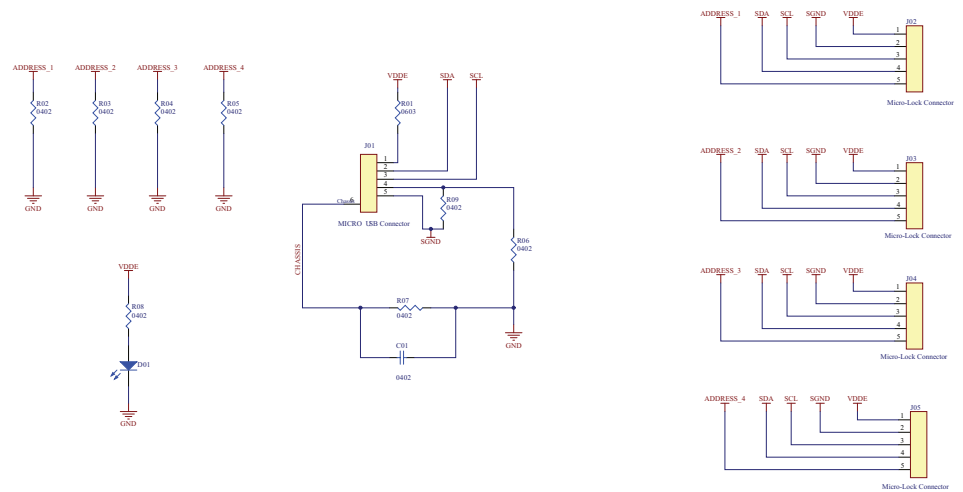 ADDRESS_1 ADDRESS_2 ADDRESS_3 ADDRESS_4
R02 R03 R04 R05
0402 0402 0402 0402
GND GND GND GND
VDDE
R08
0402
D01
GND
VDDE SDA SCL
R01
0603
J01
1
2
3
4
5
Chassis 6
MICRO USB Connector
R09
0402
SGND
R06
0402
CHASSIS
R07
0402
C01
0402
GND
ADDRESS_1 SDA SCL SGND VDDE
J02
1
2
3
4
5
Micro-Lock Connector
ADDRESS_2 SDA SCL SGND VDDE
J03
1
2
3
4
5
Micro-Lock Connector
ADDRESS_3 SDA SCL SGND VDDE
J04
1
2
3
4
5
Micro-Lock Connector
ADDRESS_4 SDA SCL SGND VDDE
J05
1
2
3
4
5
Micro-Lock Connector